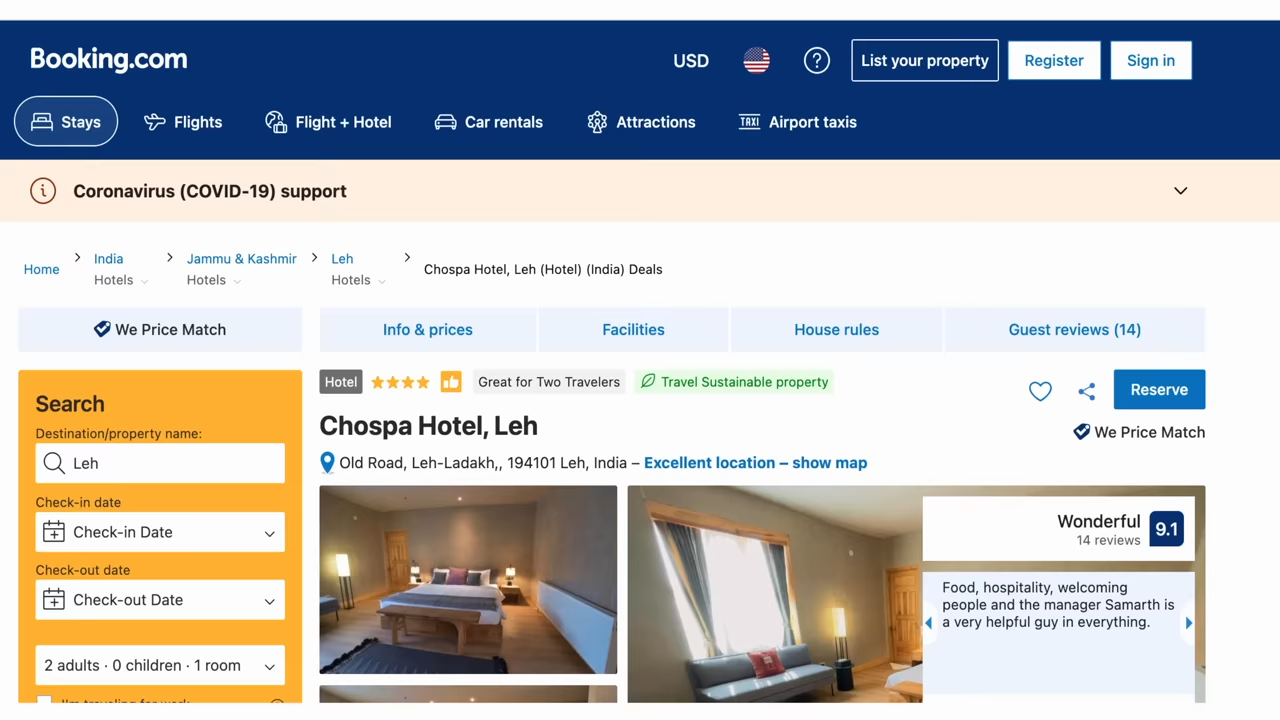 Booking.com
USD
List your property
Register
Sign in
Stays
Flights
Flight + Hotel
Car rentals
Attractions
TAXI
Airport taxis
Coronavirus (COVID-19) support
Home
India
Hotels
Jammu & Kashmir
Hotels
Leh
Hotels
Chospa Hotel, Leh (Hotel) (India) Deals
We Price Match
Info & prices
Facilities
House rules
Guest reviews (14)
Search
Destination/property name:
Leh
Check-in date
Check-in Date
Check-out date
Check-out Date
2 adults · 0 children · 1 room
I'm traveling for work
Hotel
Great for Two Travelers
Travel Sustainable property
Reserve
Chospa Hotel, Leh
We Price Match
Old Road, Leh-Ladakh,, 194101 Leh, India – Excellent location – show map
Wonderful
9.1
14 reviews
Food, hospitality, welcoming
people and the manager Samarth is
a very helpful guy in everything.